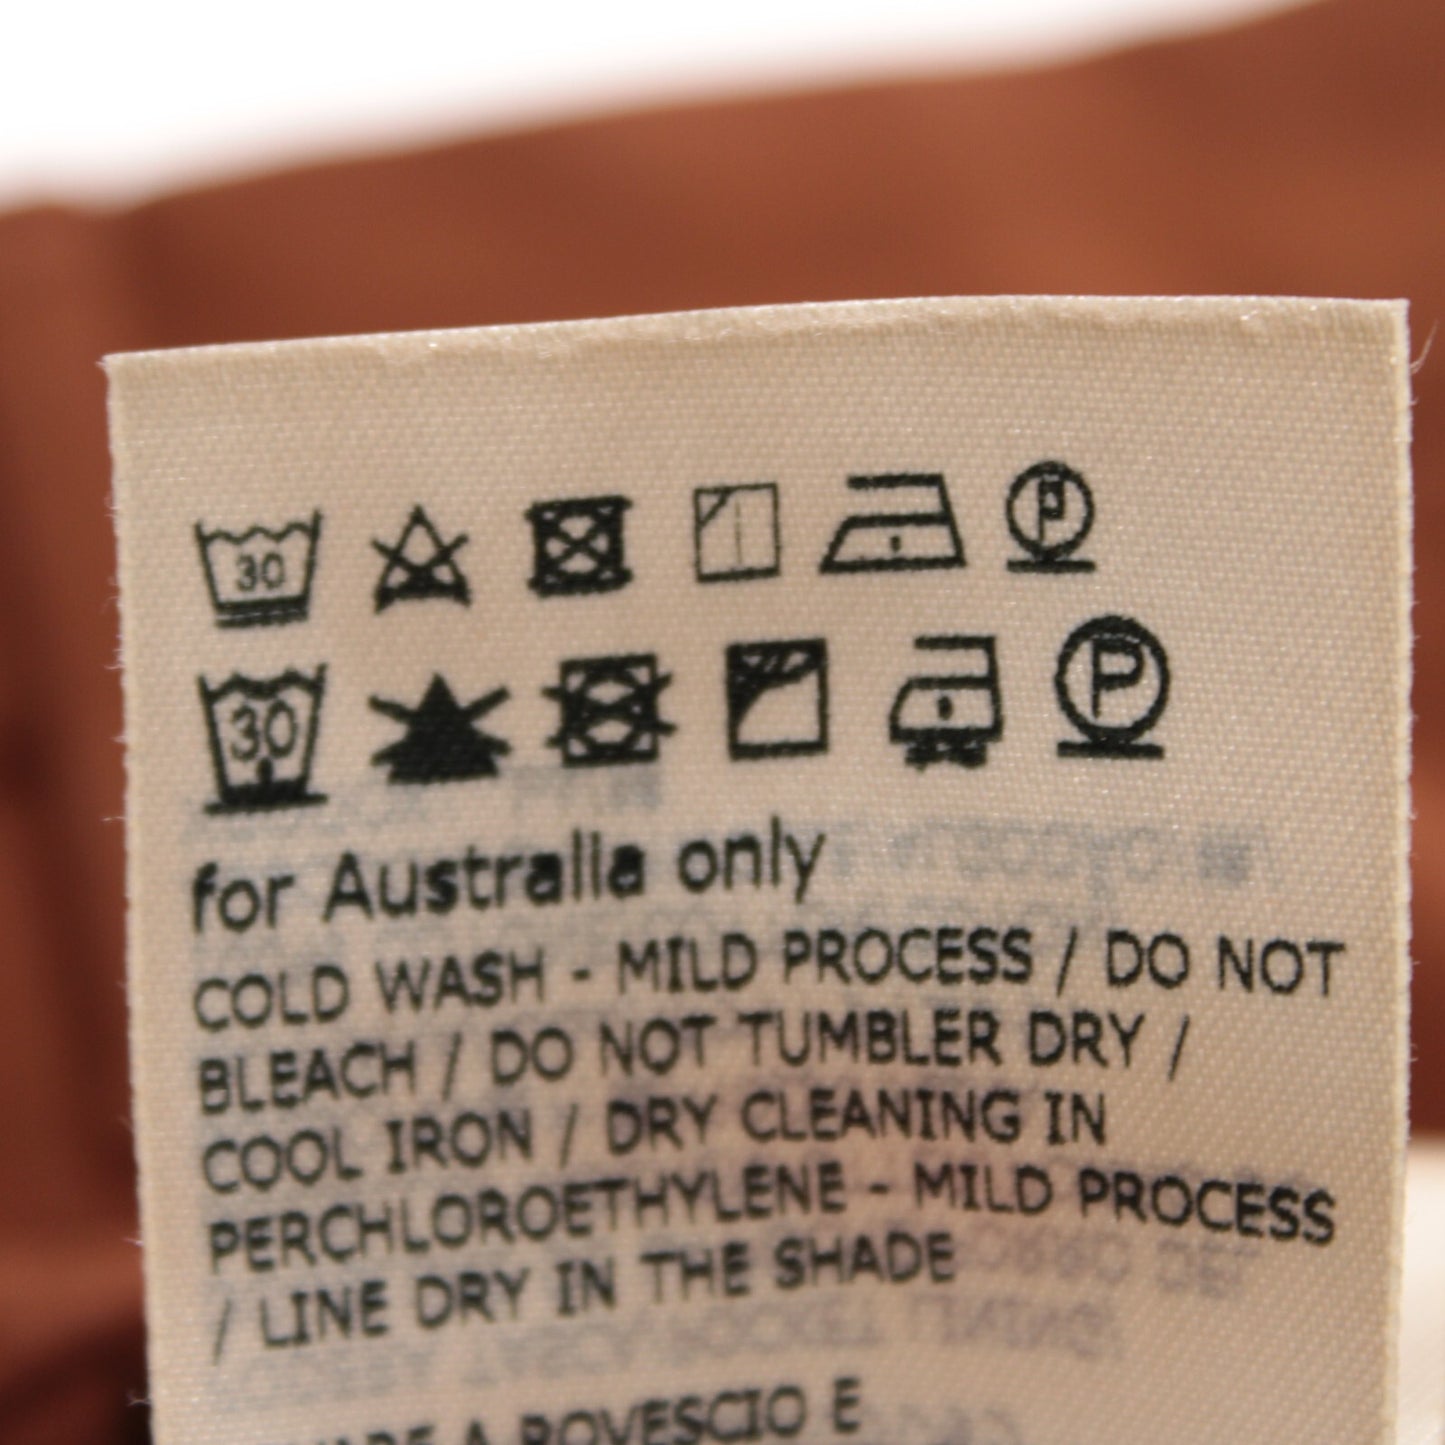 30
P
30
P
for Australia only
COLD WASH - MILD PROCESS / DO NOT
BLEACH / DO NOT TUMBLER DRY /
COOL IRON / DRY CLEANING IN
PERCHLOROETHYLENE - MILD PROCESS
/ LINE DRY IN THE SHADE
A ROVESCIO E